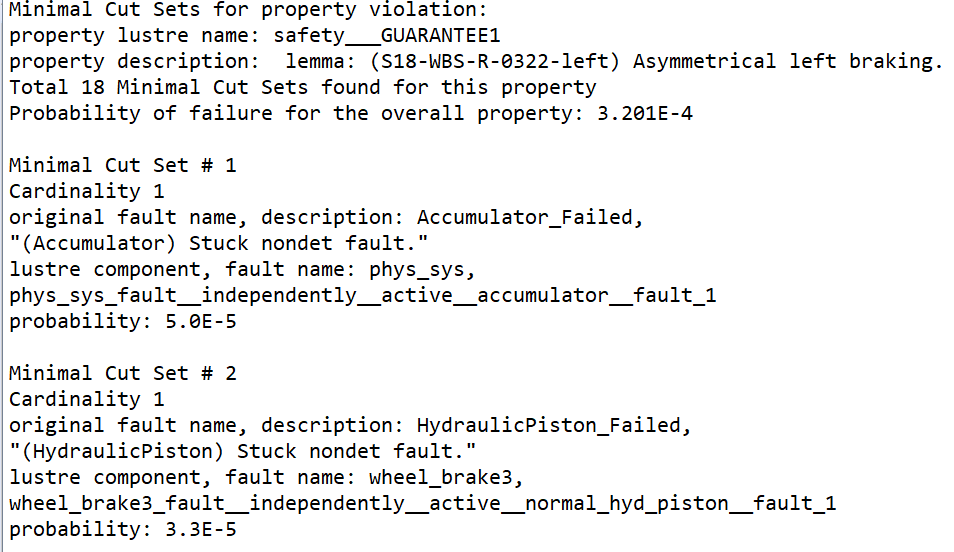 Minimal Cut Sets for property violation:
property lustre name: safety___GUARANTEE1
property description:  lemma: (S18-WBS-R-0322-left) Asymmetrical left braking.
Total 18 Minimal Cut Sets found for this property
Probability of failure for the overall property: 3.201E-4
Minimal Cut Set # 1
Cardinality 1
original fault name, description: Accumulator_Failed,
"(Accumulator) Stuck nondet fault."
lustre component, fault name: phys_sys,
phys_sys_fault__independently__active__accumulator__fault_1
probability: 5.0E-5
Minimal Cut Set # 2
Cardinality 1
original fault name, description: HydraulicPiston_Failed,
"(HydraulicPiston) Stuck nondet fault."
lustre component, fault name: wheel_brake3,
wheel_brake3_fault__independently__active__normal_hyd_piston__fault_1
probability: 3.3E-5